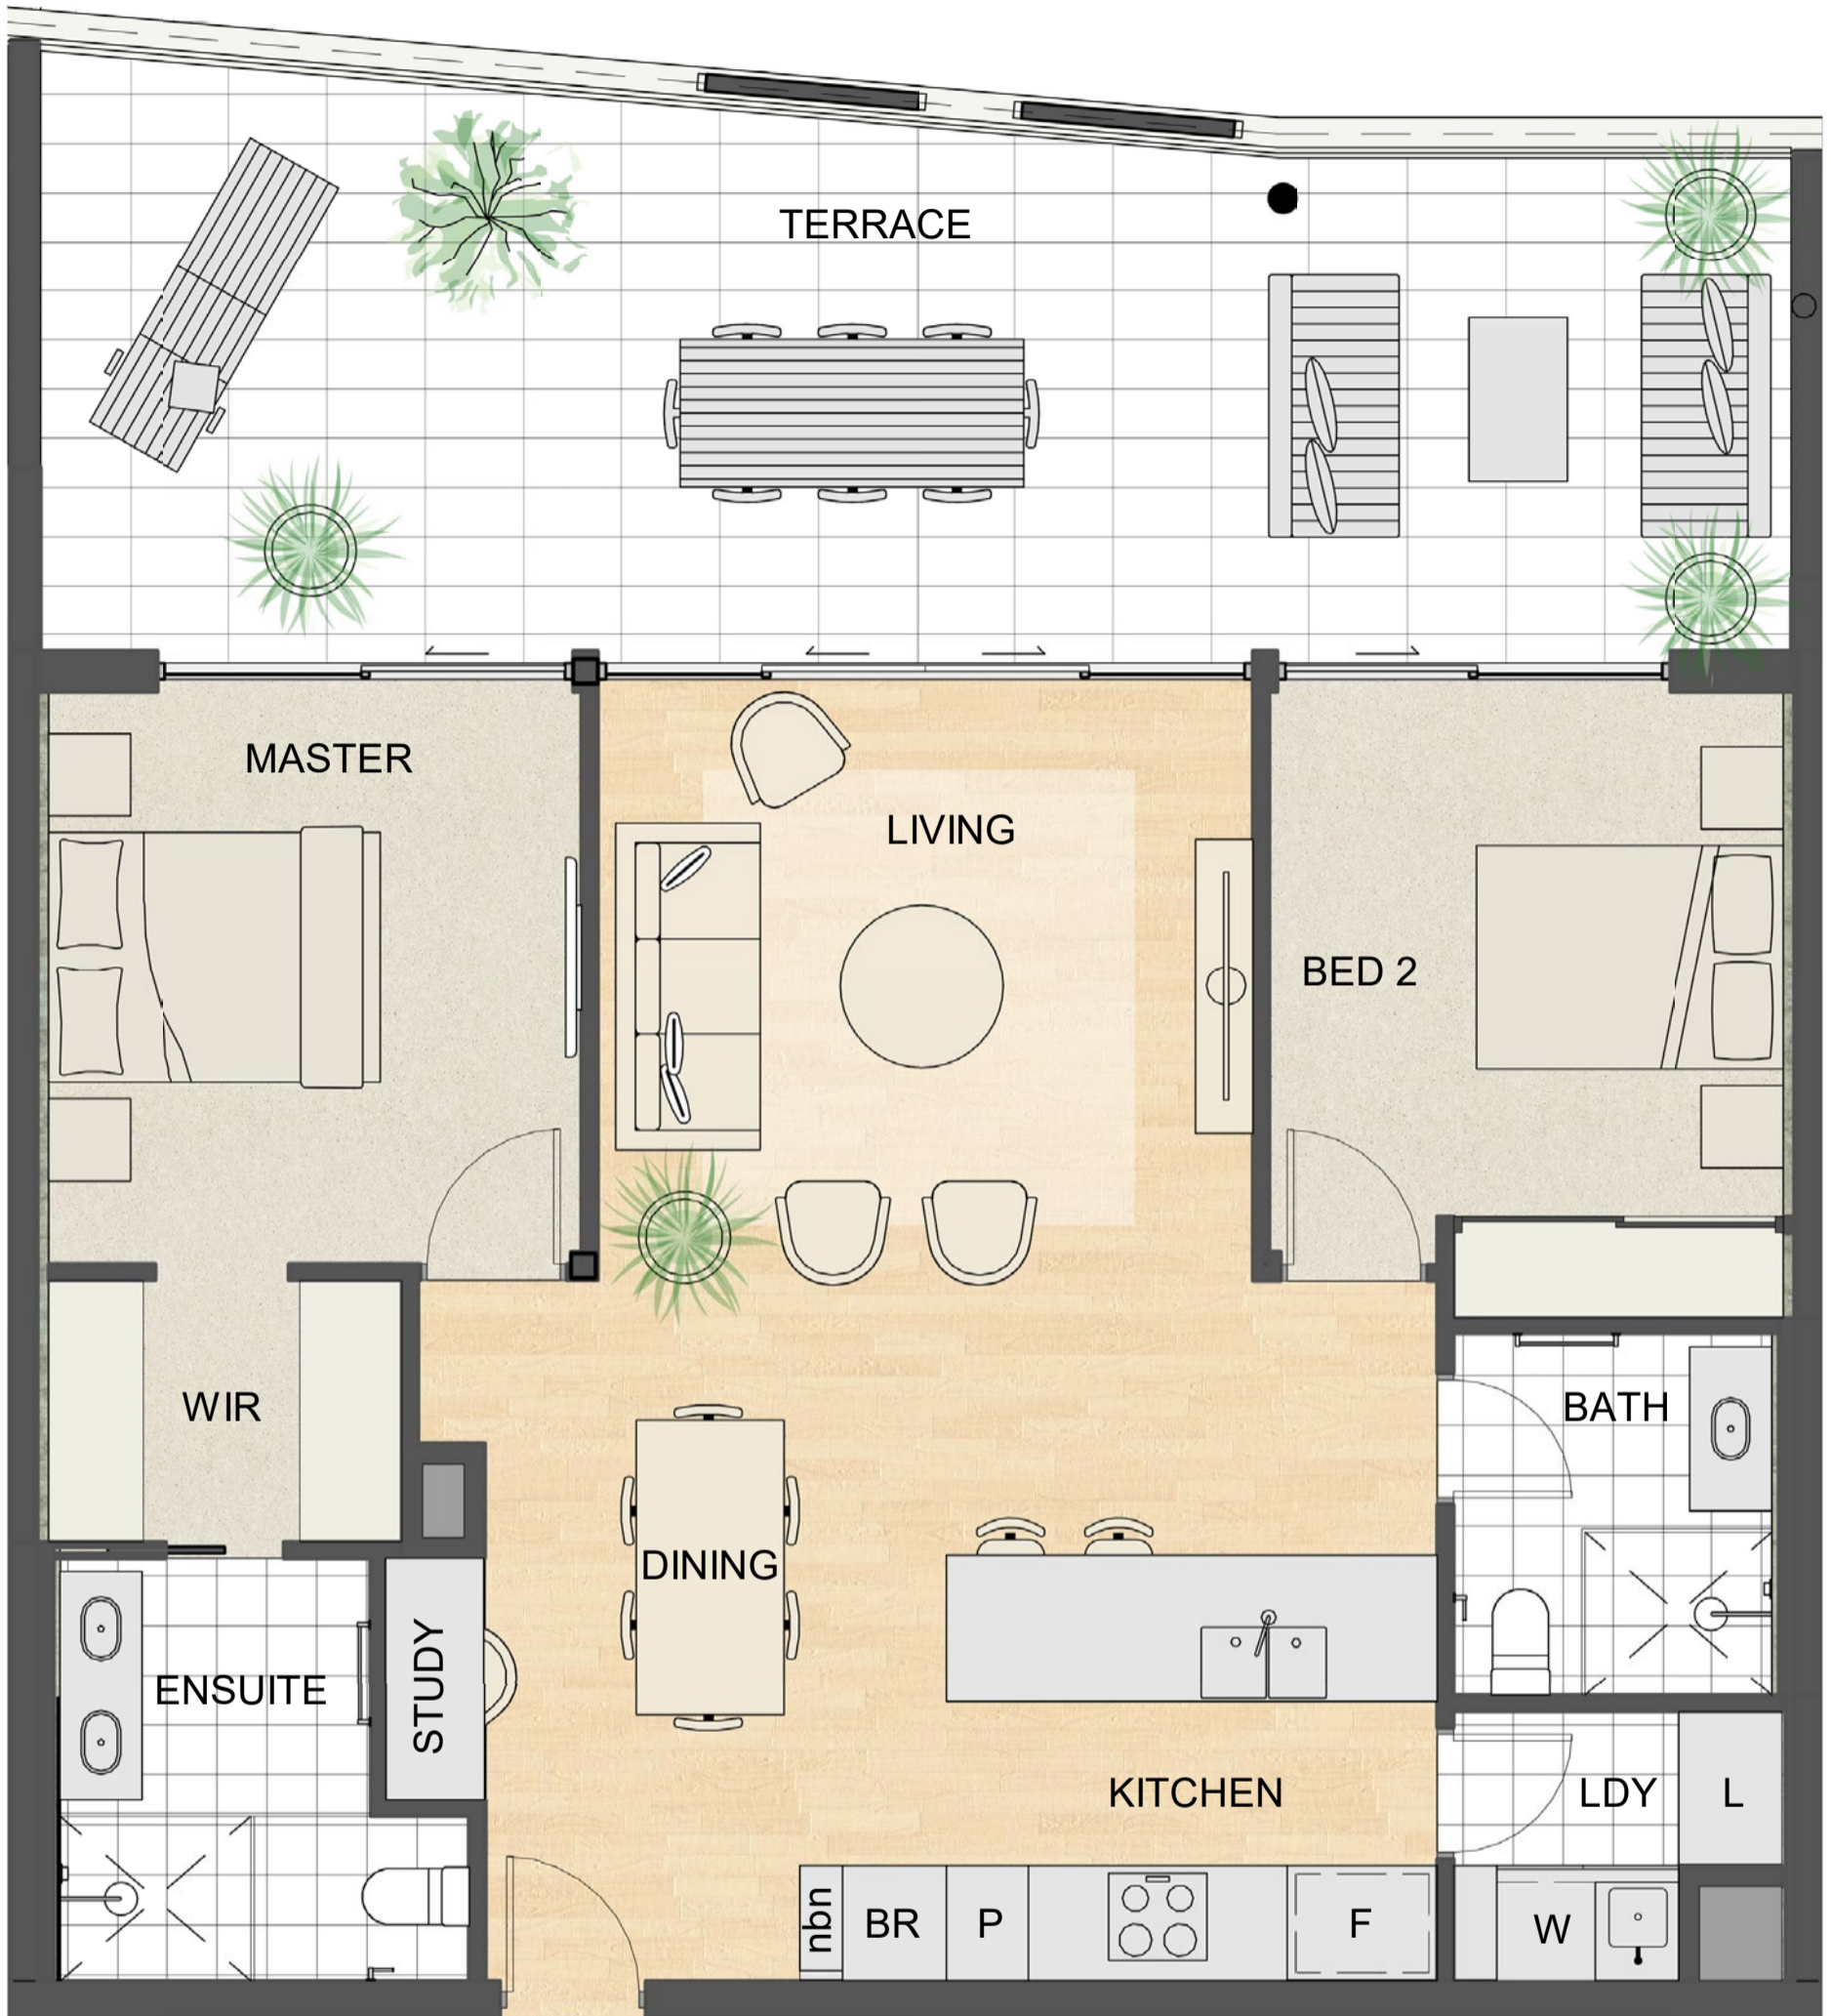 TERRACE
MASTER
LIVING
BED 2
WIR
BATH
DINING
ENSUITE
STUDY
KITCHEN
LDY
L
nbn
BR
P
F
W